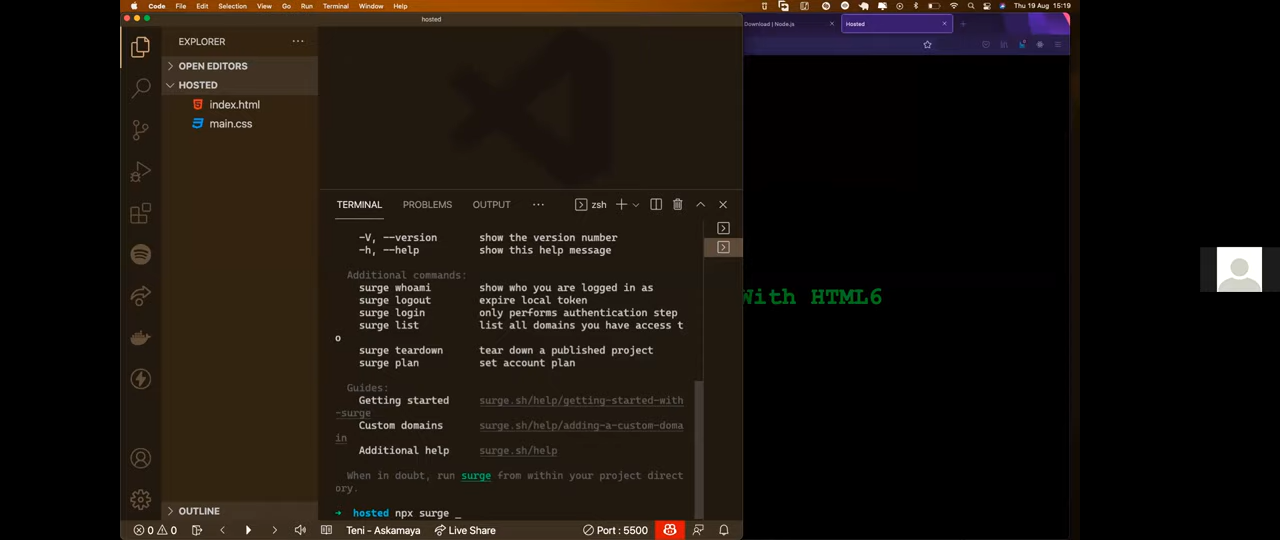 Code File Edit Selection View Go Run Terminal Window Help
Thu 19 Aug 15:19
hosted
Download | Node.js
Hosted
EXPLORER
OPEN EDITORS
HOSTED
index.html
main.css
TERMINAL PROBLEMS OUTPUT
zsh
-V, --version show the version number
-h, --help show this help message
Additional commands:
surge whoami show who you are logged in as
surge logout expire local token
surge login only performs authentication step
surge list list all domains you have access t
o
surge teardown tear down a published project
surge plan set account plan
Guides:
Getting started surge.sh/help/getting-started-with
-surge
Custom domains surge.sh/help/adding-a-custom-doma
in
Additional help surge.sh/help
When in doubt, run surge from within your project direct
ory.
➜ hosted npx surge _
With HTML6
OUTLINE
0 0 Teni - Askamaya Live Share Port : 5500